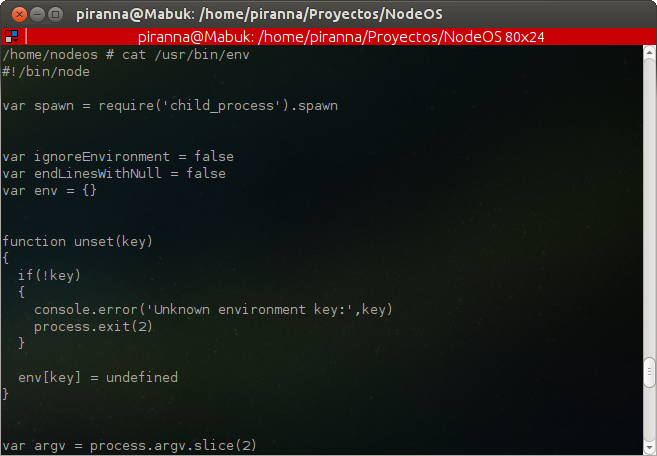 piranna@Mabuk: /home/piranna/Proyectos/NodeOS
piranna@Mabuk: /home/piranna/Proyectos/NodeOS 80x24
/home/nodeos # cat /usr/bin/env
#!/bin/node
var spawn = require('child_process').spawn
var ignoreEnvironment = false
var endLinesWithNull = false
var env = {}
function unset(key)
{
  if(!key)
  {
    console.error('Unknown environment key:',key)
    process.exit(2)
  }
  env[key] = undefined
}
var argv = process.argv.slice(2)